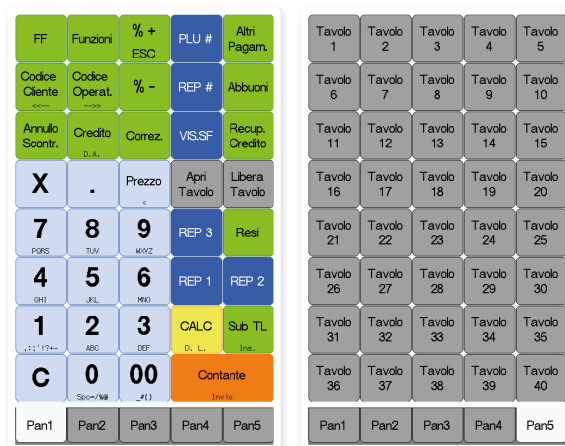 FF Funzioni % + ESC PLU # Altri Pagam.
Codice Cliente <<-- Codice Operat. -->> % - REP # Abbuoni
Annullo Scontr. Credito D.A. Correz. VIS.SF Recup. Credito
X . Prezzo < Apri Tavolo Libera Tavolo
7 PQRS 8 TUV 9 WXYZ REP 3 Resi
4 GHI 5 JKL 6 MNO REP 1 REP 2
1 .:;'!?+- 2 ABC 3 DEF CALC D. L. Sub TL Ins.
C 0 Spo=/%@ 00 _#() Contante Invio
Pan1 Pan2 Pan3 Pan4 Pan5
Tavolo 1 Tavolo 2 Tavolo 3 Tavolo 4 Tavolo 5
Tavolo 6 Tavolo 7 Tavolo 8 Tavolo 9 Tavolo 10
Tavolo 11 Tavolo 12 Tavolo 13 Tavolo 14 Tavolo 15
Tavolo 16 Tavolo 17 Tavolo 18 Tavolo 19 Tavolo 20
Tavolo 21 Tavolo 22 Tavolo 23 Tavolo 24 Tavolo 25
Tavolo 26 Tavolo 27 Tavolo 28 Tavolo 29 Tavolo 30
Tavolo 31 Tavolo 32 Tavolo 33 Tavolo 34 Tavolo 35
Tavolo 36 Tavolo 37 Tavolo 38 Tavolo 39 Tavolo 40
Pan1 Pan2 Pan3 Pan4 Pan5